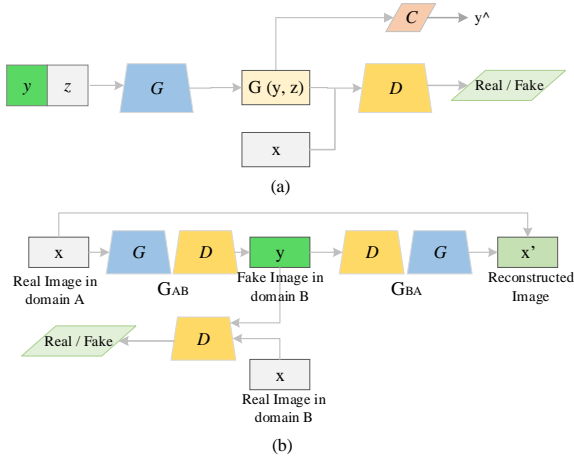 C
y^
y
z
G
G (y, z)
D
Real / Fake
x
(a)
x
G
D
y
D
G
x'
Real Image in
domain A
GAB
Fake Image in
domain B
GBA
Reconstructed
Image
Real / Fake
D
x
Real Image in
domain B
(b)